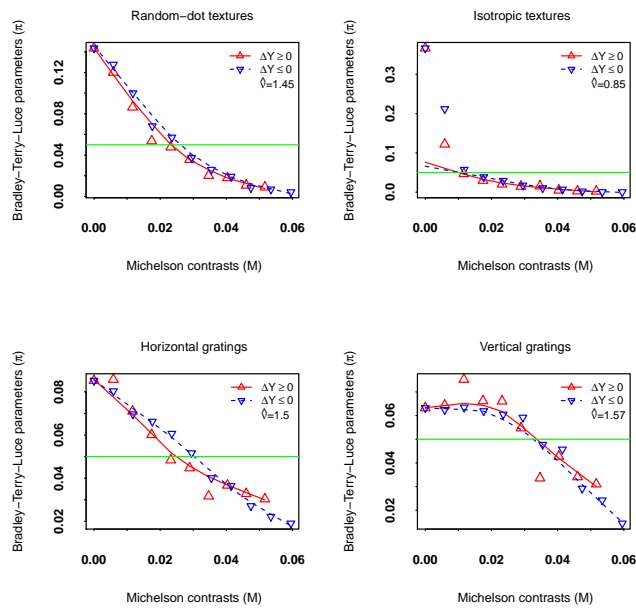 Random−dot textures
Bradley−Terry−Luce parameters (π)
0.00 0.04 0.08 0.12
ΔY ≥ 0
ΔY ≤ 0
ν̂=1.45
0.00 0.02 0.04 0.06
Michelson contrasts (M)
Isotropic textures
Bradley−Terry−Luce parameters (π)
0.0 0.1 0.2 0.3
ΔY ≥ 0
ΔY ≤ 0
ν̂=0.85
0.00 0.02 0.04 0.06
Michelson contrasts (M)
Horizontal gratings
Bradley−Terry−Luce parameters (π)
0.02 0.04 0.06 0.08
ΔY ≥ 0
ΔY ≤ 0
ν̂=1.5
0.00 0.02 0.04 0.06
Michelson contrasts (M)
Vertical gratings
Bradley−Terry−Luce parameters (π)
0.02 0.04 0.06
ΔY ≥ 0
ΔY ≤ 0
ν̂=1.57
0.00 0.02 0.04 0.06
Michelson contrasts (M)